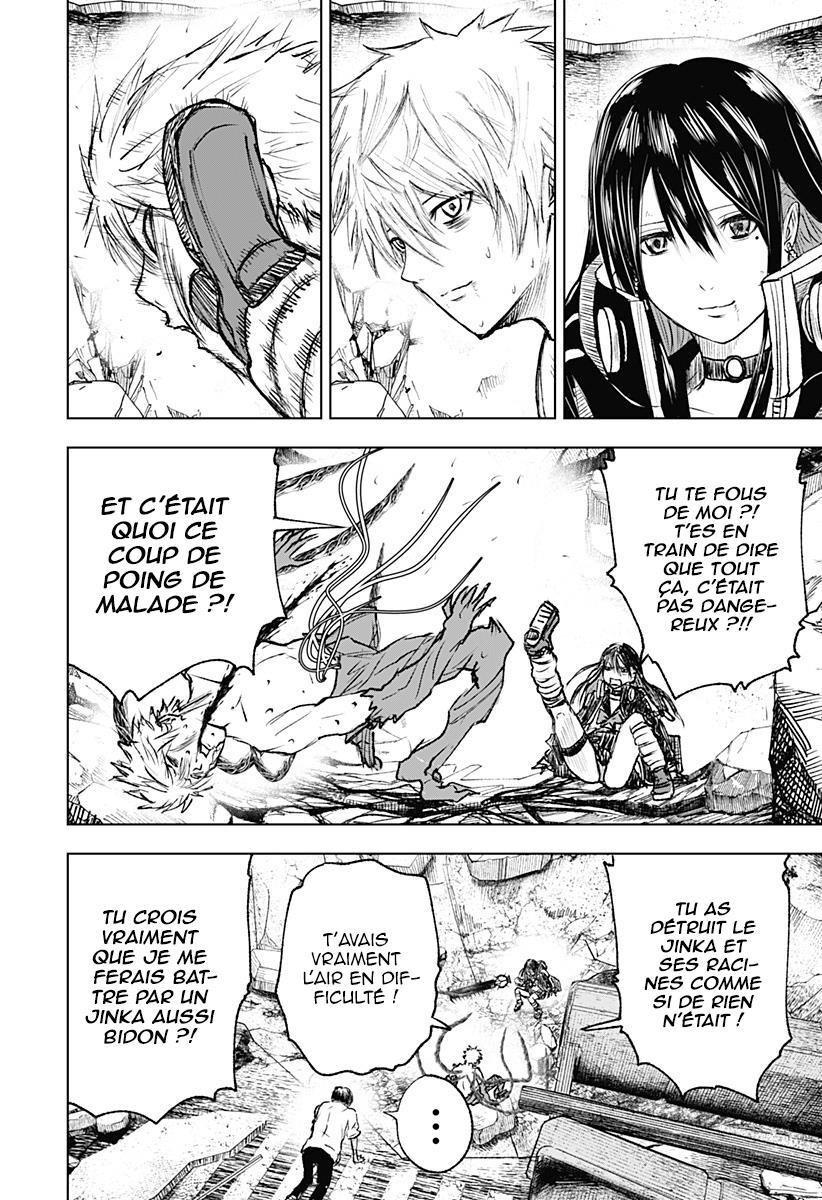 TU TE FOUS
DE MOI ?!
T'ES EN
TRAIN DE DIRE
QUE TOUT
ÇA, C'ÉTAIT
PAS DANGE-
REUX ?!!
ET C'ÉTAIT
QUOI CE
COUP DE
POING DE
MALADE ?!
TU AS
DÉTRUIT LE
JINKA ET
SES RACI-
NES COMME
SI DE RIEN
N'ÉTAIT !
T'AVAIS
VRAIMENT
L'AIR EN DIF-
FICULTÉ !
...
TU CROIS
VRAIMENT
QUE JE ME
FERAIS BAT-
TRE PAR UN
JINKA AUSSI
BIDON ?!